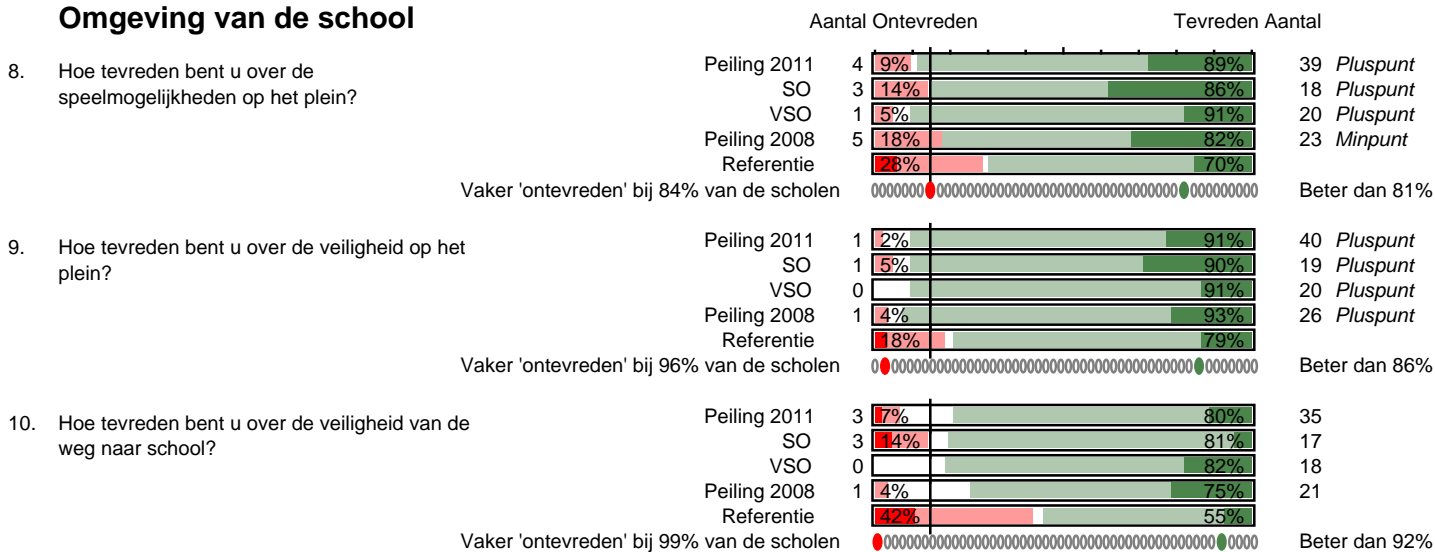 Omgeving van de school
Aantal Ontevreden Tevreden Aantal
8. Hoe tevreden bent u over de
speelmogelijkheden op het plein?
Peiling 2011 4 9% 89% 39 Pluspunt
SO 3 14% 86% 18 Pluspunt
VSO 1 5% 91% 20 Pluspunt
Peiling 2008 5 18% 82% 23 Minpunt
Referentie 28% 70%
Vaker 'ontevreden' bij 84% van de scholen Beter dan 81%
9. Hoe tevreden bent u over de veiligheid op het
plein?
Peiling 2011 1 2% 91% 40 Pluspunt
SO 1 5% 90% 19 Pluspunt
VSO 0 91% 20 Pluspunt
Peiling 2008 1 4% 93% 26 Pluspunt
Referentie 18% 79%
Vaker 'ontevreden' bij 96% van de scholen Beter dan 86%
10. Hoe tevreden bent u over de veiligheid van de
weg naar school?
Peiling 2011 3 7% 80% 35
SO 3 14% 81% 17
VSO 0 82% 18
Peiling 2008 1 4% 75% 21
Referentie 42% 55%
Vaker 'ontevreden' bij 99% van de scholen Beter dan 92%